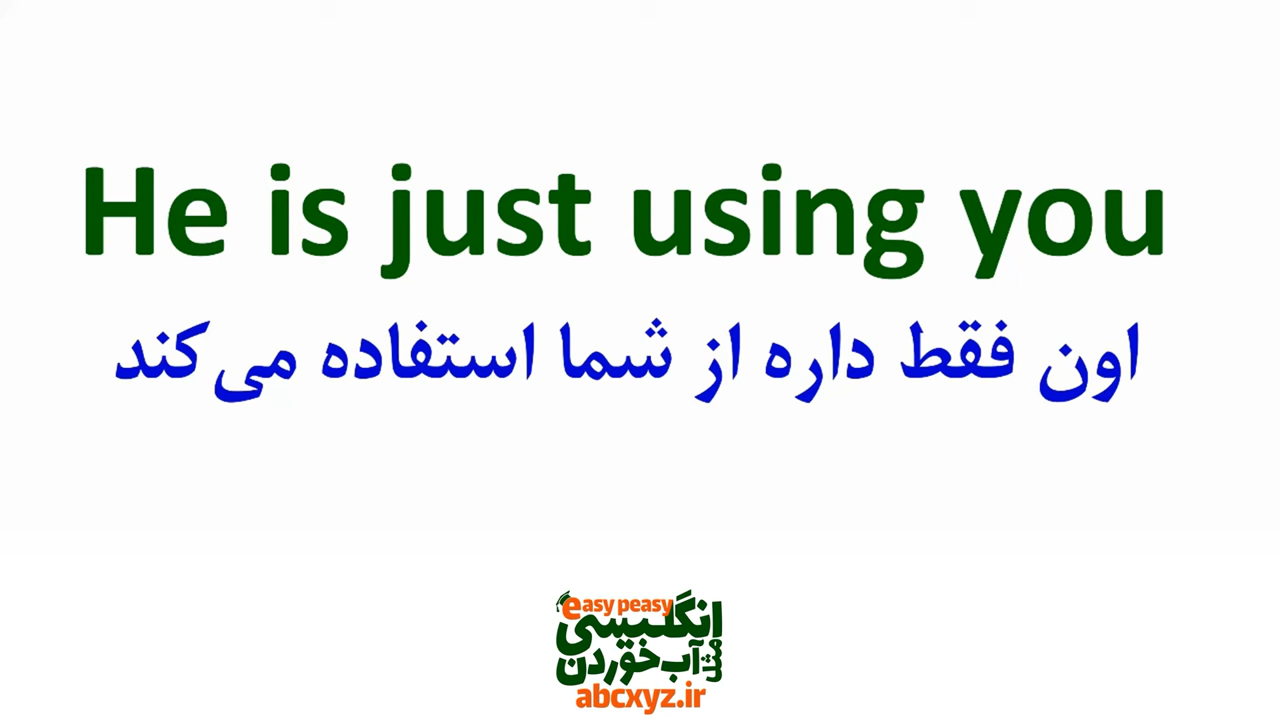 He is just using you
اون فقط داره از شما استفاده می‌کند
easy peasy
انگلیسی
مثل آب خوردن
abcxyz.ir